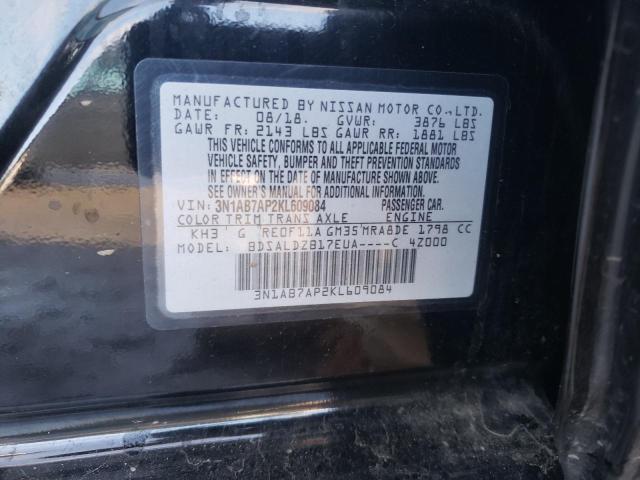 MANUFACTURED BY NISSAN MOTOR CO.,LTD.
DATE: 08/18. GVWR: 3876 LBS
GAWR FR: 2143 LBS GAWR RR: 1881 LBS
THIS VEHICLE CONFORMS TO ALL APPLICABLE FEDERAL MOTOR
VEHICLE SAFETY, BUMPER AND THEFT PREVENTION STANDARDS
IN EFFECT ON THE DATE OF MANUFACTURE SHOWN ABOVE.
SEE OWNER'S MANUAL FOR ADDITIONAL INFORMATION.
VIN: 3N1AB7AP2KL609084 PASSENGER CAR.
COLOR TRIM TRANS AXLE ENGINE
KH3 G RE0F11A GM35 MRA8DE 1798 CC
MODEL: BDSALDZB17EUA----C 4Z000
3N1AB7AP2KL609084